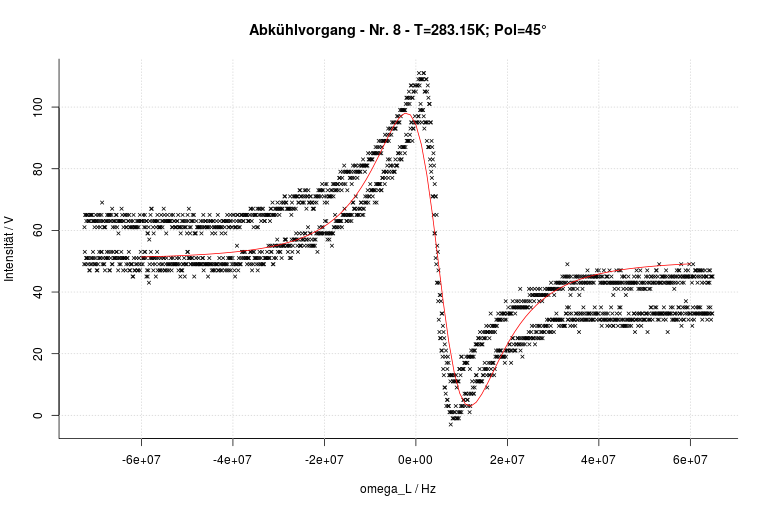 Abkühlvorgang - Nr. 8 - T=283.15K; Pol=45°
Intensität / V
100
80
60
40
20
0
-6e+07 -4e+07 -2e+07 0e+00 2e+07 4e+07 6e+07
omega_L / Hz